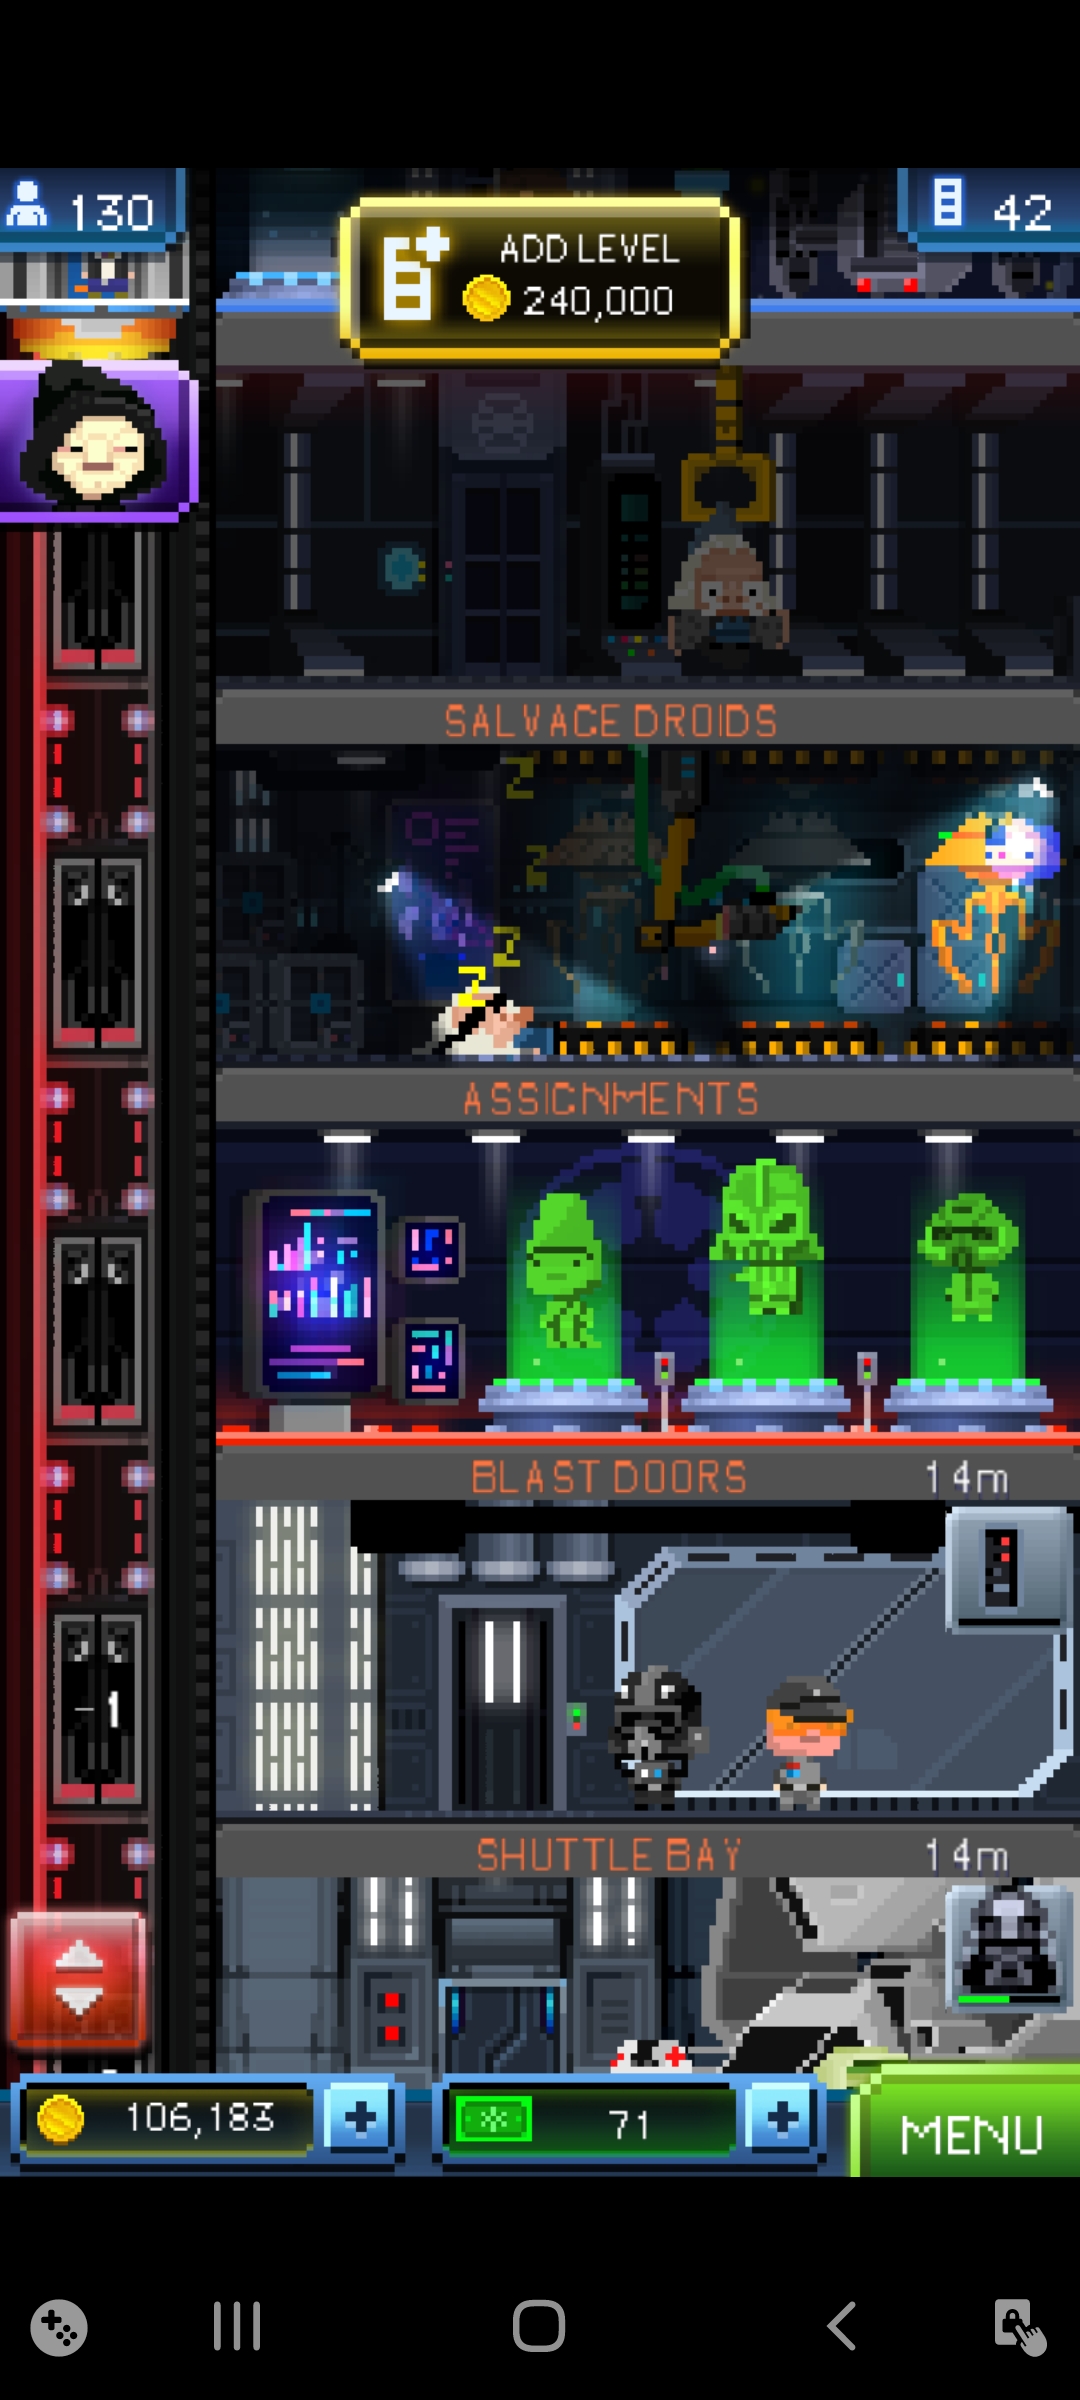 130
42
ADD LEVEL
240,000
SALVAGE DROIDS
Z
Z
Z
Z
ASSIGNMENTS
BLAST DOORS 14m
-1
SHUTTLE BAY 14m
106,183
71
MENU